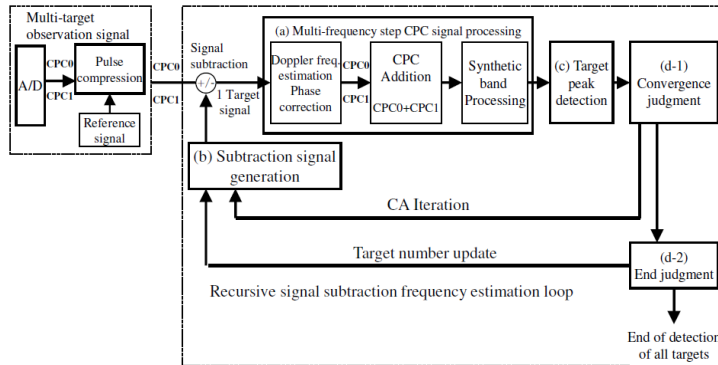 Multi-target
observation signal
A/D
CPC0
CPC1
Pulse
compression
Reference
signal
CPC0
CPC1
Signal
subtraction
+/-
1 Target
signal
(a) Multi-frequency step CPC signal processing
Doppler freq-
estimation
Phase
correction
CPC0
CPC1
CPC
Addition
CPC0+CPC1
Synthetic
band
Processing
(c) Target
peak
detection
(d-1)
Convergence
judgment
(b) Subtraction signal
generation
CA Iteration
Target number update
(d-2)
End judgment
Recursive signal subtraction frequency estimation loop
End of detection
of all targets